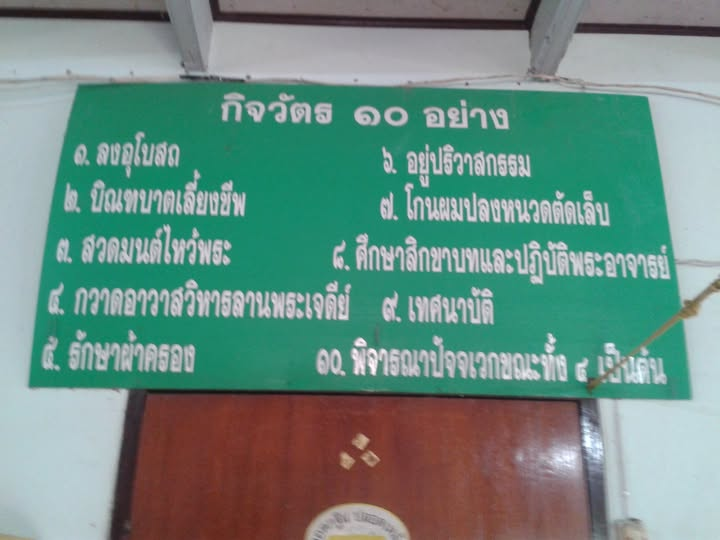 กิจวัตร ๑๐ อย่าง
๑. ลงอุโบสถ
๒. บิณฑบาตเลี้ยงชีพ
๓. สวดมนต์ไหว้พระ
๔. กวาดอาวาสวิหารลานพระเจดีย์
๕. รักษาผ้าครอง
๖. อยู่ปริวาสกรรม
๗. โกนผมปลงหนวดตัดเล็บ
๘. ศึกษาสิกขาบทและปฏิบัติพระอาจารย์
๙. เทศนาบัติ
๑๐. พิจารณาปัจจเวกขณะทั้ง ๔ เป็นต้น